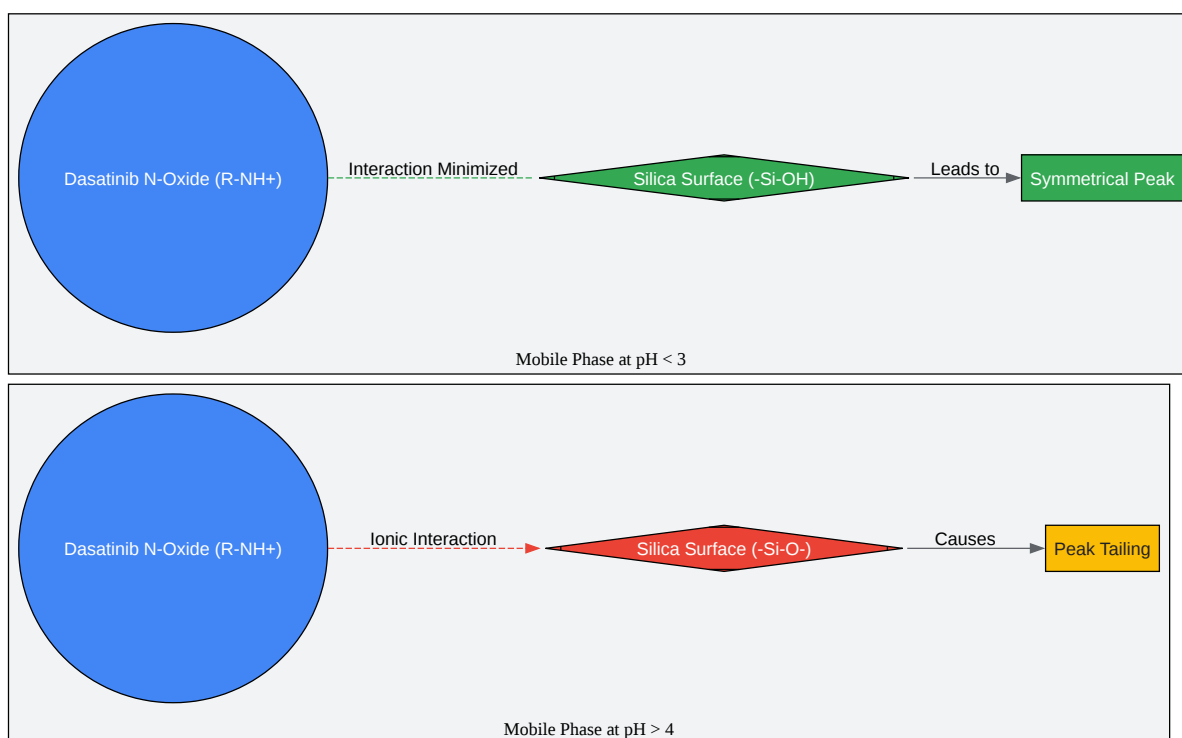 Dasatinib N-Oxide (R-NH+)
Interaction Minimized
Silica Surface (-Si-OH)
Leads to
Symmetrical Peak
Mobile Phase at pH < 3
Dasatinib N-Oxide (R-NH+)
Ionic Interaction
Silica Surface (-Si-O-)
Causes
Peak Tailing
Mobile Phase at pH > 4